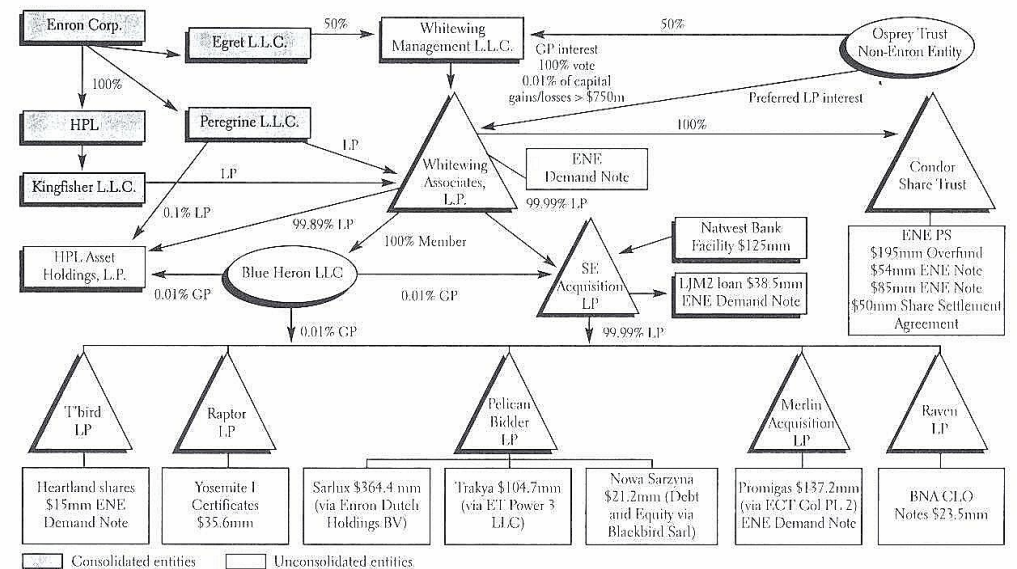 Enron Corp.
50%
Whitewing
Management L.L.C.
50%
Osprey Trust
Non-Enron Entity
Egret L.L.C.
GP interest
100% vote
0.01% of capital
gains/losses > $750m
100%
Preferred LP interest
HPL
Peregrine L.L.C.
100%
LP
Whitewing
Associates,
L.P.
ENE
Demand Note
Condor
Share Trust
Kingfisher L.L.C.
LP
0.1% LP
99.89% LP
99.99% LP
100% Member
HPL Asset
Holdings, L.P.
Blue Heron LLC
SE
Acquisition
LP
Natwest Bank
Facility $125mm
ENE PS
$195mm Overfund
$54mm ENE Note
$85mm ENE Note
$50mm Share Settlement
Agreement
0.01% GP
0.01% GP
LJM2 loan $38.5mm
ENE Demand Note
0.01% GP
99.99% LP
T'bird
LP
Raptor
LP
Pelican
Bidder
LP
Merlin
Acquisition
LP
Raven
LP
Heartland shares
$15mm ENE
Demand Note
Yosemite I
Certificates
$35.6mm
Sarlux $364.4 mm
(via Enron Dutch
Holdings BV)
Trakya $104.7mm
(via ET Power 3
LLC)
Nowa Sarzyna
$21.2mm (Debt
and Equity via
Blackbird Sarl)
Promigas $137.2mm
(via ECT Col PL 2)
ENE Demand Note
BNA CLO
Notes $23.5mm
Consolidated entities
Unconsolidated entities